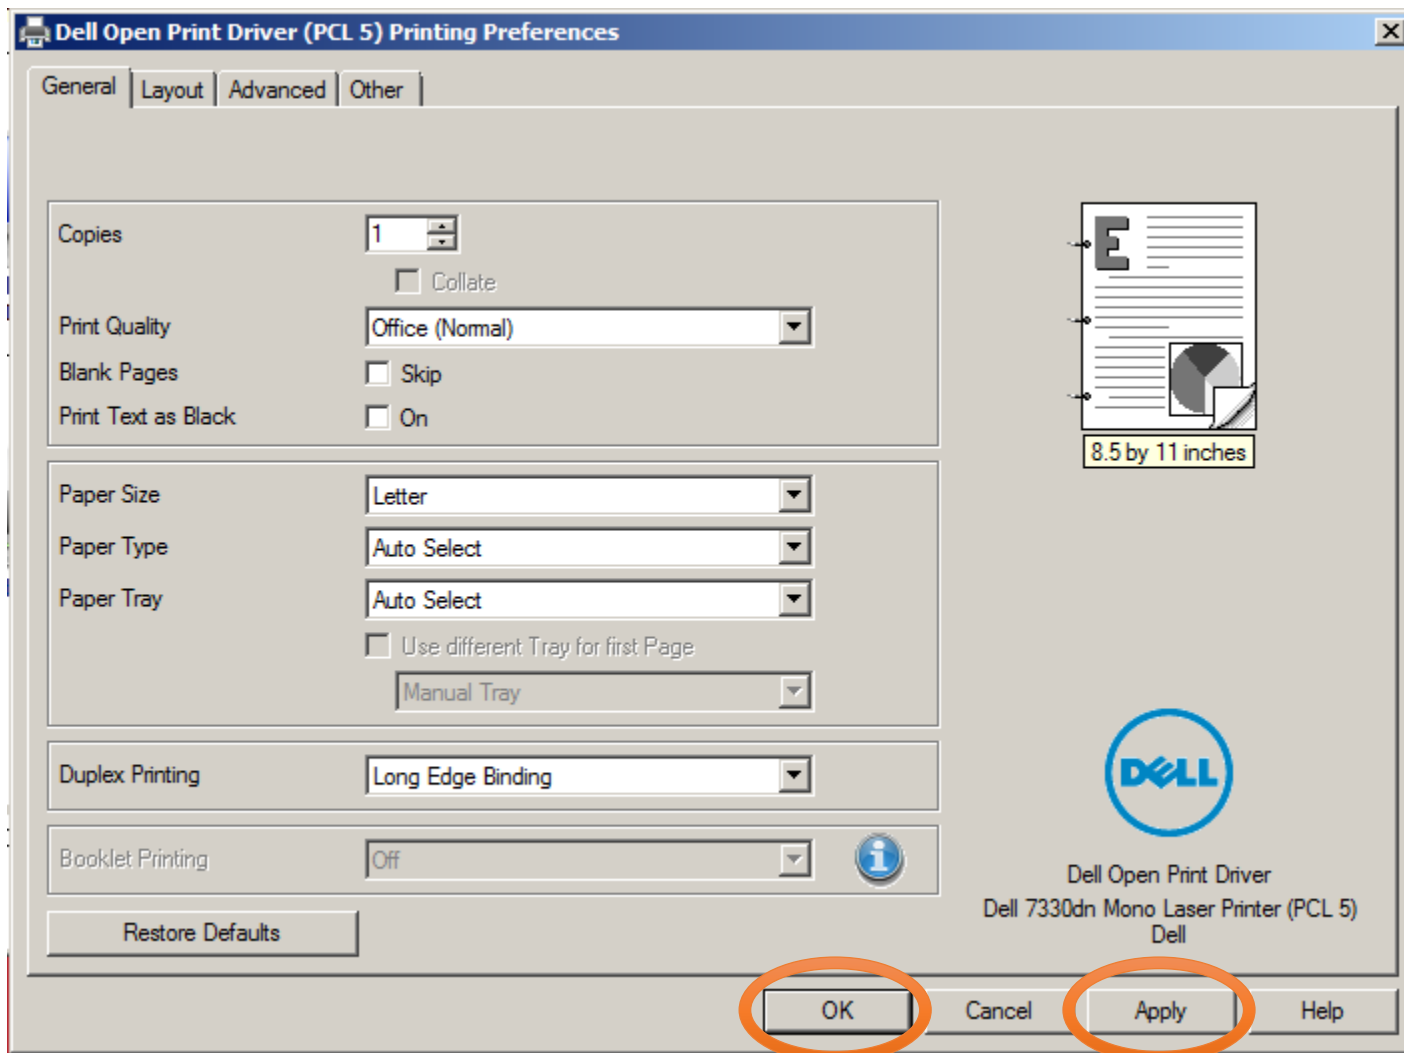 Dell Open Print Driver (PCL 5) Printing Preferences
General Layout Advanced Other
Copies 1
Collate
Print Quality Office (Normal)
Blank Pages Skip
Print Text as Black On
E
8.5 by 11 inches
Paper Size Letter
Paper Type Auto Select
Paper Tray Auto Select
Use different Tray for first Page
Manual Tray
Duplex Printing Long Edge Binding
DELL
Booklet Printing Off
Dell Open Print Driver
Dell 7330dn Mono Laser Printer (PCL 5)
Dell
Restore Defaults
OK Cancel Apply Help